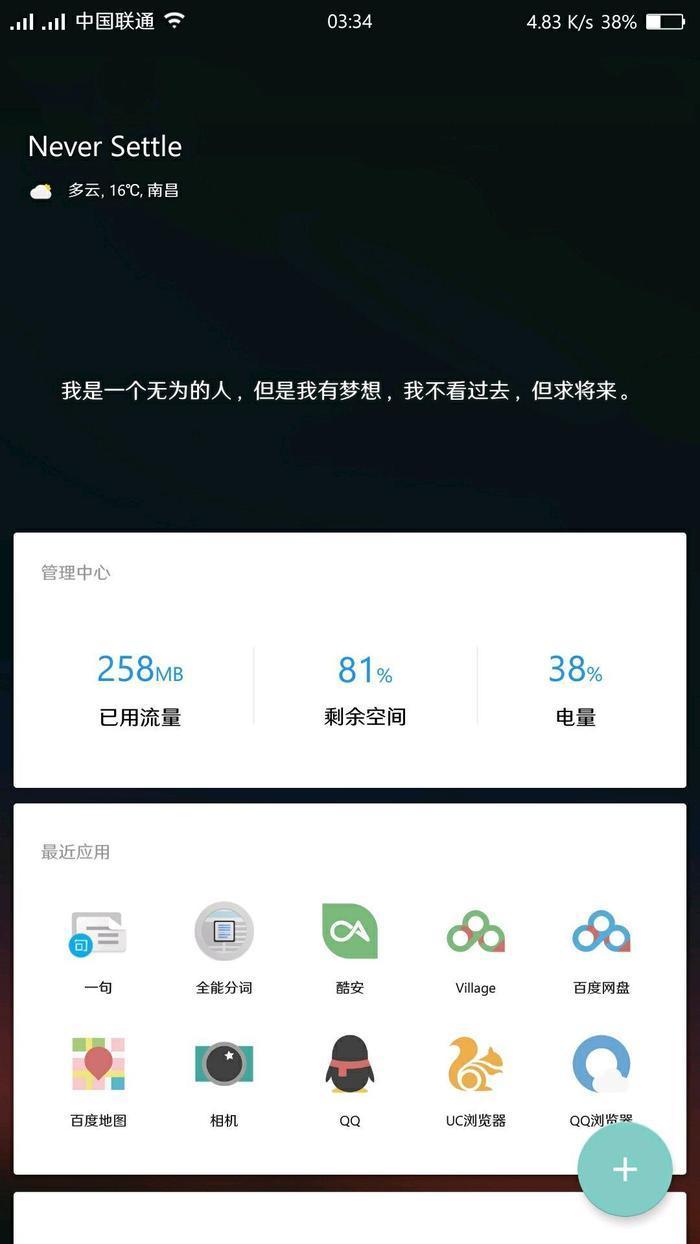 中国联通 03:34 4.83 K/s 38%
Never Settle
多云, 16℃, 南昌
我是一个无为的人，但是我有梦想，我不看过去，但求将来。
管理中心
258MB 81% 38%
已用流量 剩余空间 电量
最近应用
一句 全能分词 酷安 Village 百度网盘
百度地图 相机 QQ UC浏览器 QQ浏览器
+